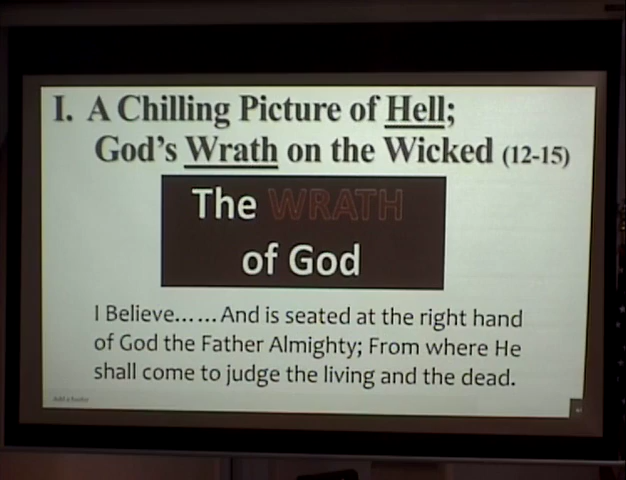 I. A Chilling Picture of Hell;
God's Wrath on the Wicked (12-15)
The WRATH
of God
I Believe...... And is seated at the right hand
of God the Father Almighty; From where He
shall come to judge the living and the dead.
Add a footer